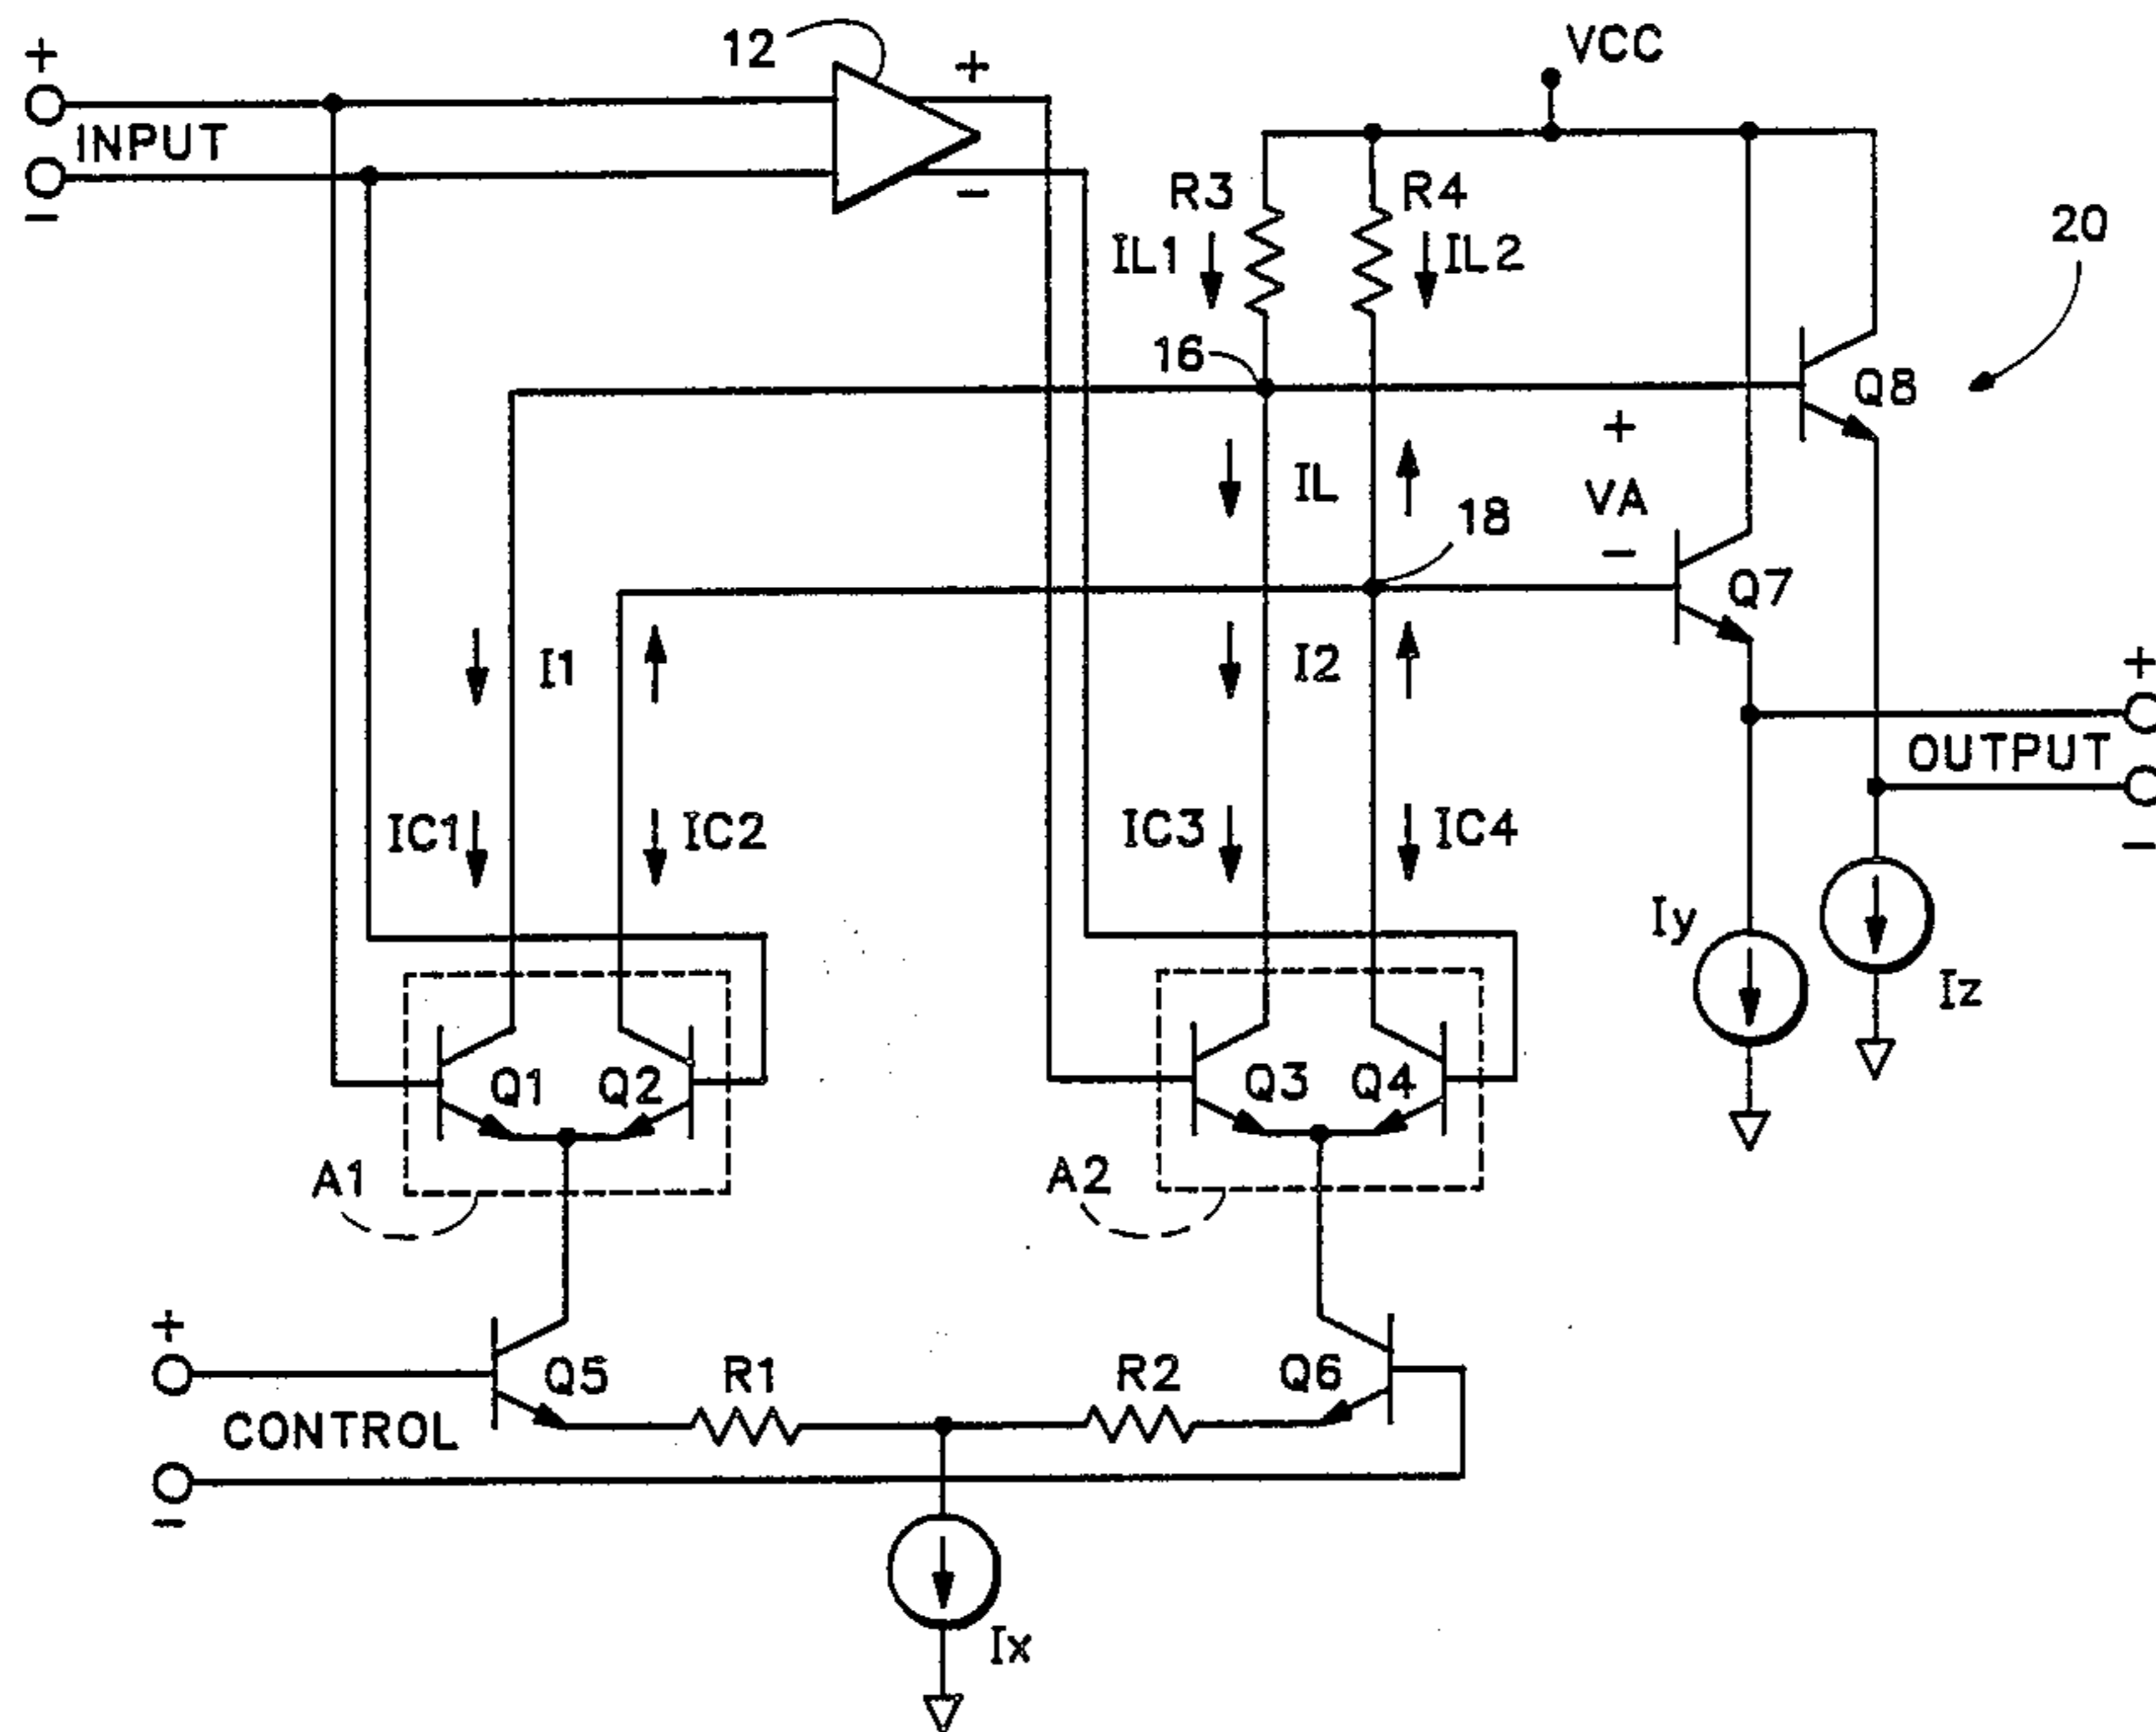 12
VCC
+
+
INPUT
-
-
R3
R4
IL1
IL2
20
16
Q8
+
IL
VA
18
-
Q7
I1
I2
+
OUTPUT
-
IC1
IC2
IC3
IC4
Iy
Iz
Q1
Q2
Q3
Q4
A1
A2
+
Q5
R1
R2
Q6
CONTROL
-
Ix